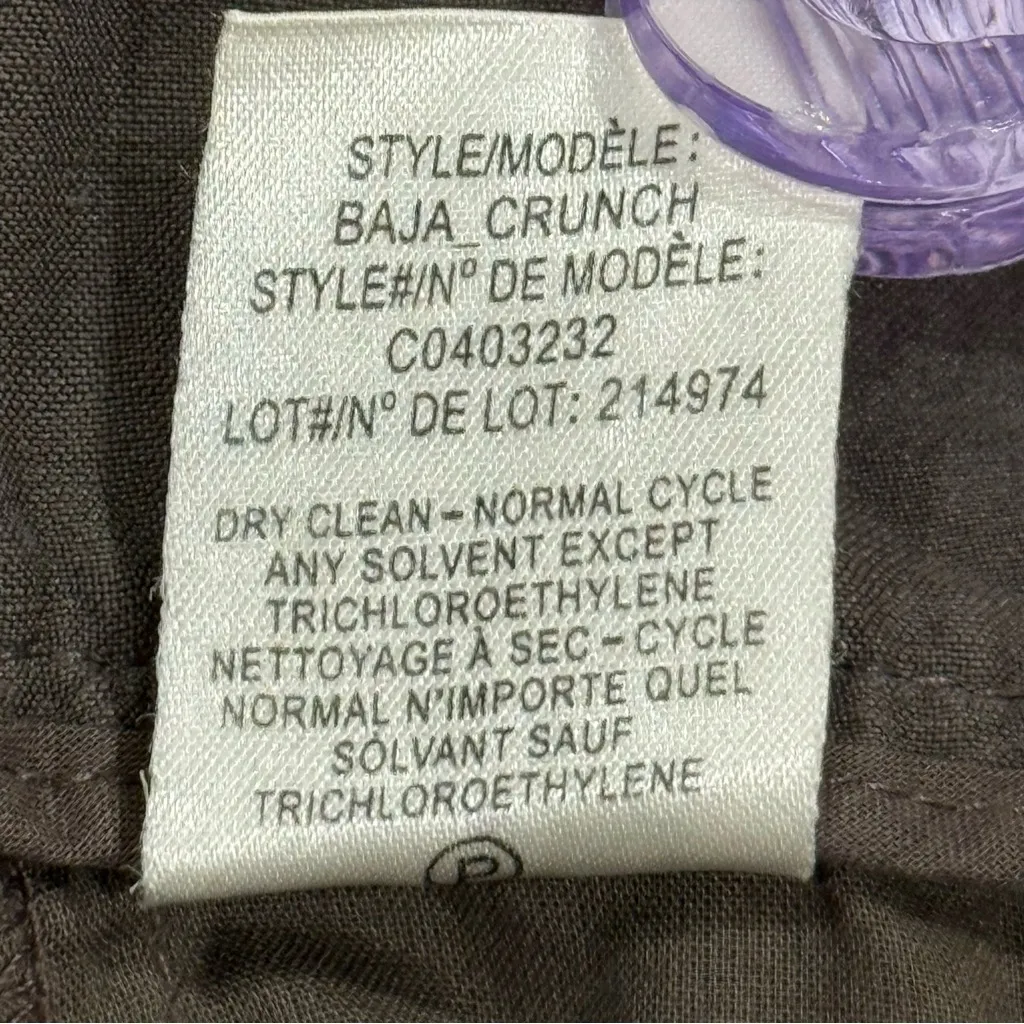 STYLE/MODÈLE:
BAJA_CRUNCH
STYLE#/Nº DE MODÈLE:
C0403232
LOT#/Nº DE LOT: 214974
DRY CLEAN – NORMAL CYCLE
ANY SOLVENT EXCEPT
TRICHLOROETHYLENE
NETTOYAGE À SEC – CYCLE
NORMAL N'IMPORTE QUEL
SOLVANT SAUF
TRICHLOROETHYLENE
P